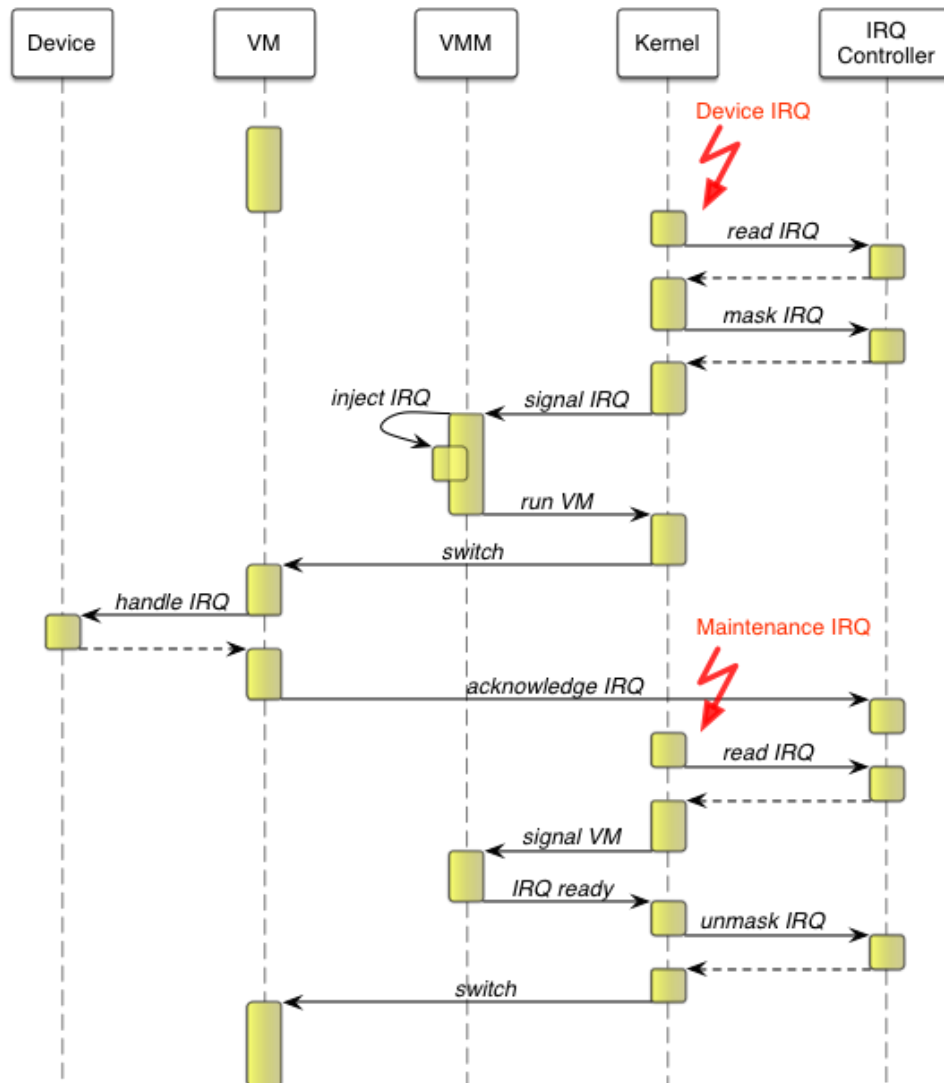 Device
VM
VMM
Kernel
IRQ
Controller
Device IRQ
read IRQ
mask IRQ
inject IRQ
signal IRQ
run VM
switch
handle IRQ
Maintenance IRQ
acknowledge IRQ
read IRQ
signal VM
IRQ ready
unmask IRQ
switch